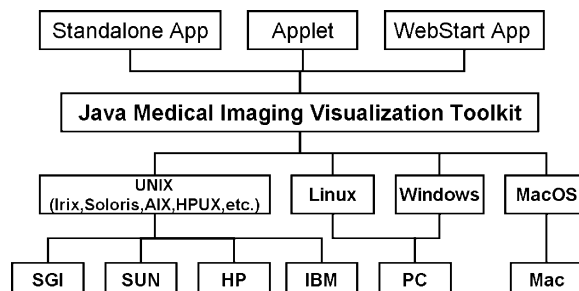 Standalone App
Applet
WebStart App
Java Medical Imaging Visualization Toolkit
UNIX
(Irix,Soloris,AIX,HPUX,etc.)
Linux
Windows
MacOS
SGI
SUN
HP
IBM
PC
Mac